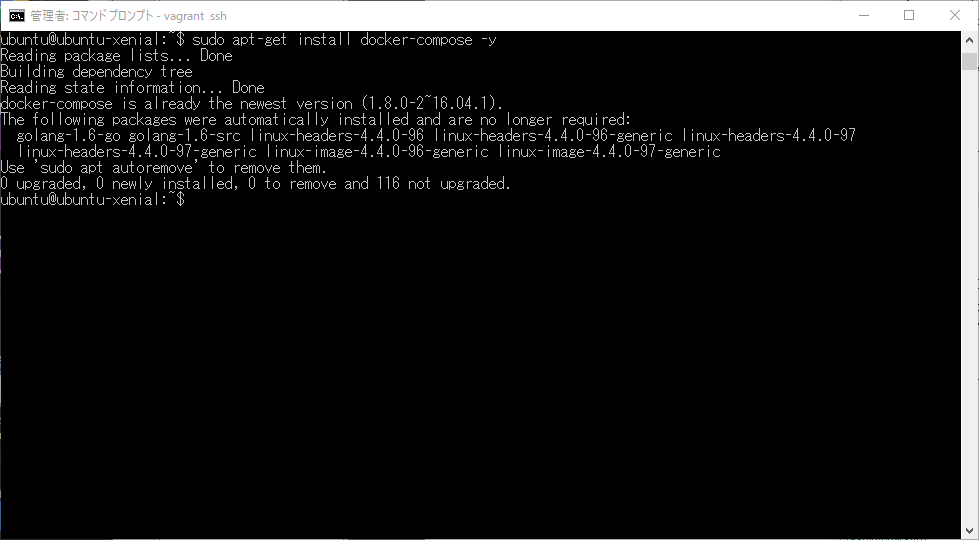 管理者: コマンド プロンプト - vagrant ssh
ubuntu@ubuntu-xenial:~$ sudo apt-get install docker-compose -y
Reading package lists... Done
Building dependency tree
Reading state information... Done
docker-compose is already the newest version (1.8.0-2~16.04.1).
The following packages were automatically installed and are no longer required:
  golang-1.6-go golang-1.6-src linux-headers-4.4.0-96 linux-headers-4.4.0-96-generic linux-headers-4.4.0-97
  linux-headers-4.4.0-97-generic linux-image-4.4.0-96-generic linux-image-4.4.0-97-generic
Use 'sudo apt autoremove' to remove them.
0 upgraded, 0 newly installed, 0 to remove and 116 not upgraded.
ubuntu@ubuntu-xenial:~$